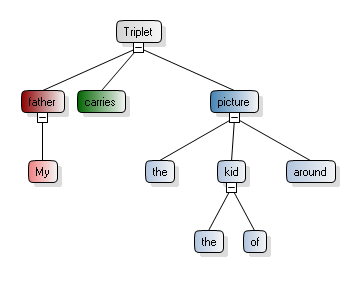 Triplet
father carries picture
My the kid around
the of